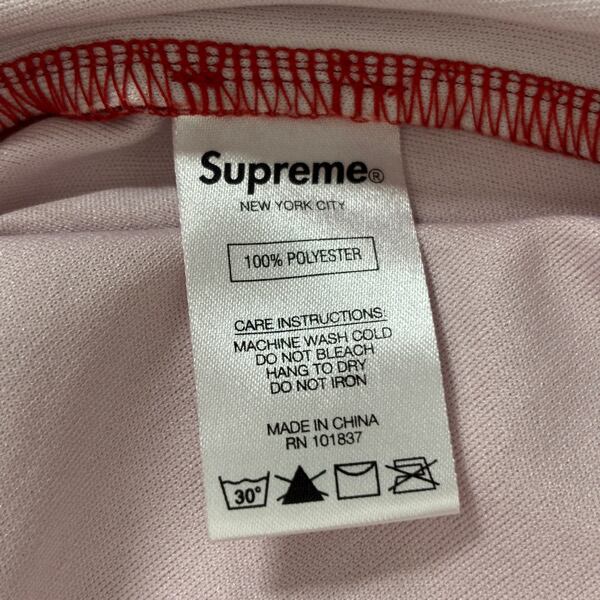 Supreme®
NEW YORK CITY
100% POLYESTER
CARE INSTRUCTIONS:
MACHINE WASH COLD
DO NOT BLEACH
HANG TO DRY
DO NOT IRON
MADE IN CHINA
RN 101837
30°